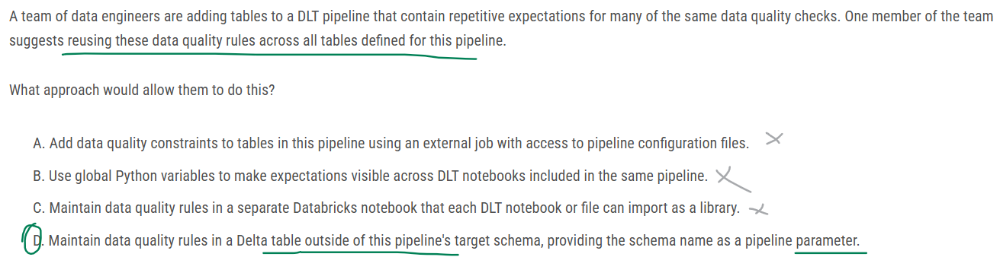 A team of data engineers are adding tables to a DLT pipeline that contain repetitive expectations for many of the same data quality checks. One member of the team
suggests reusing these data quality rules across all tables defined for this pipeline.
What approach would allow them to do this?
A. Add data quality constraints to tables in this pipeline using an external job with access to pipeline configuration files.
B. Use global Python variables to make expectations visible across DLT notebooks included in the same pipeline.
C. Maintain data quality rules in a separate Databricks notebook that each DLT notebook or file can import as a library.
D. Maintain data quality rules in a Delta table outside of this pipeline's target schema, providing the schema name as a pipeline parameter.